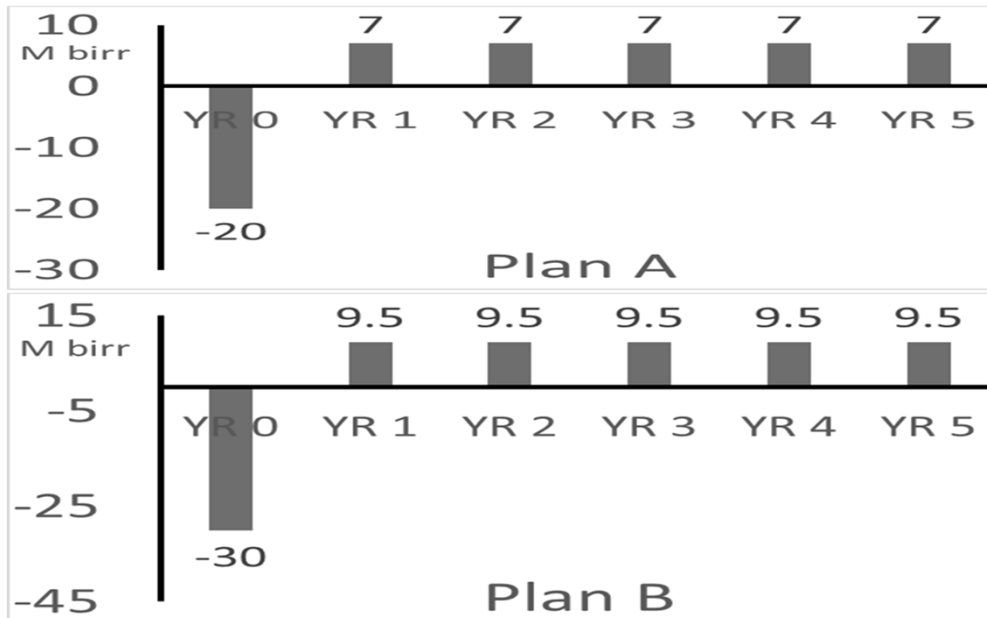 10 7 7 7 7 7
M birr
0
YR 0 YR 1 YR 2 YR 3 YR 4 YR 5
-10
-20
-20
-30 Plan A
15 9.5 9.5 9.5 9.5 9.5
M birr
-5
YR 0 YR 1 YR 2 YR 3 YR 4 YR 5
-25
-30
-45 Plan B